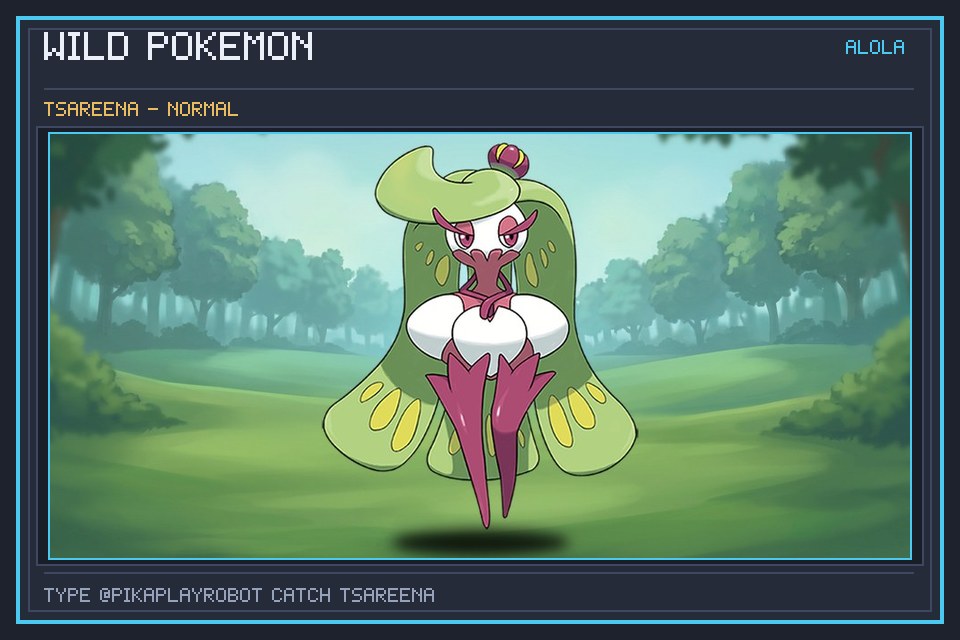 WILD POKEMON
ALOLA
TSAREENA - NORMAL
TYPE @PIKAPLAYROBOT CATCH TSAREENA